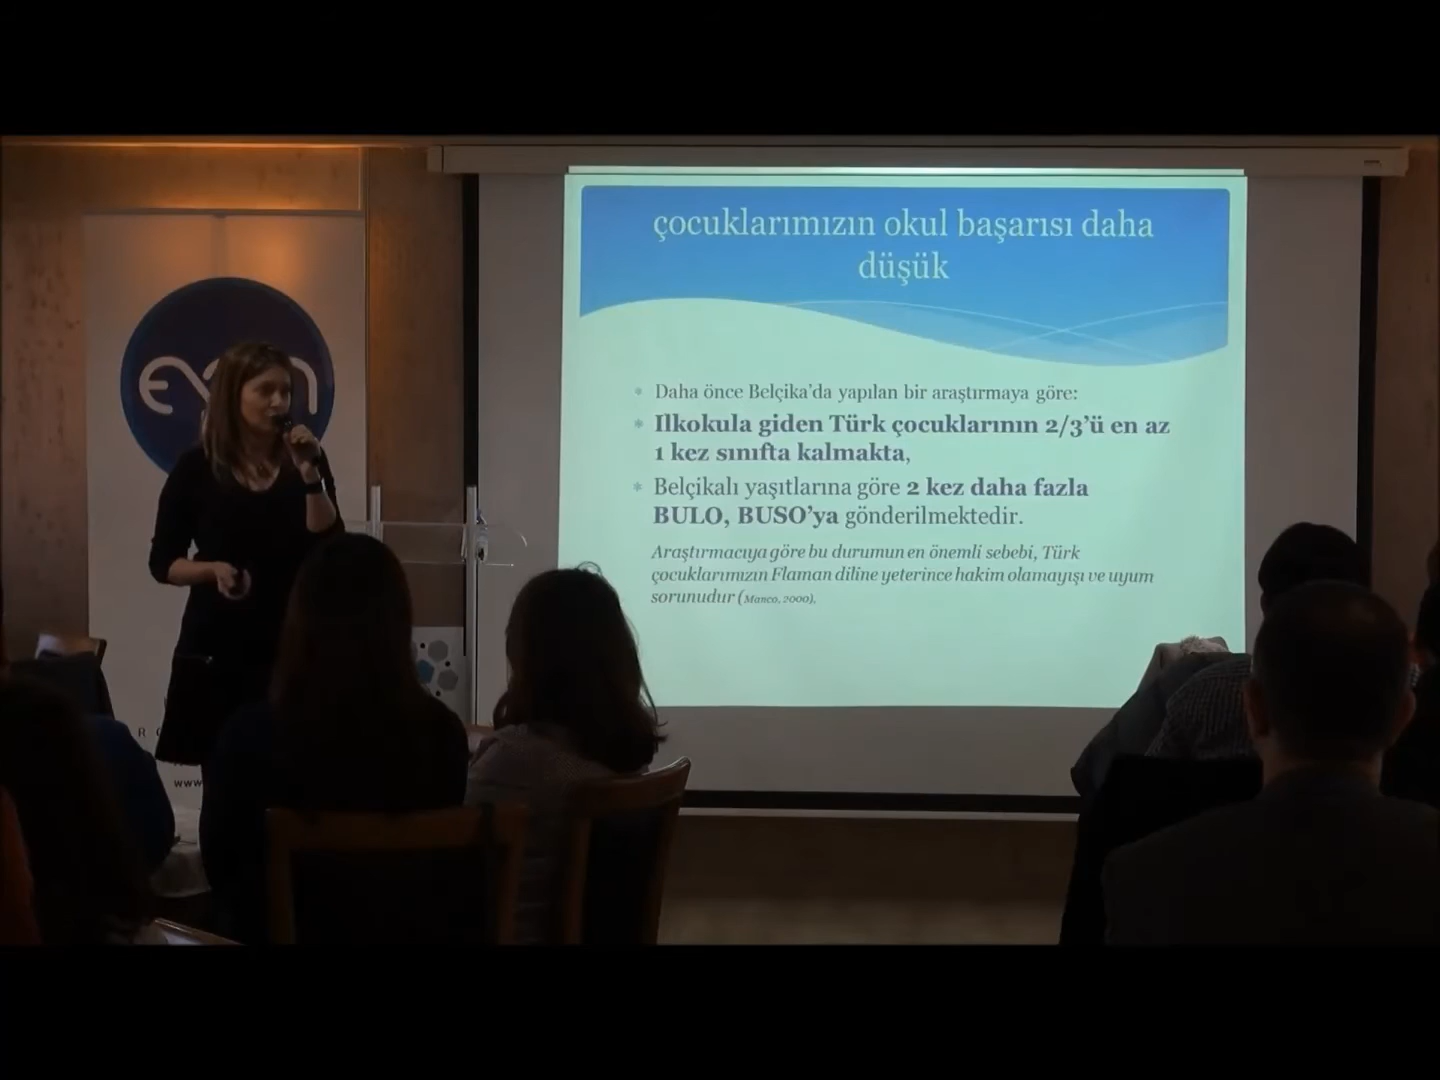 çocuklarımızın okul başarısı daha
düşük
Daha önce Belçika'da yapılan bir araştırmaya göre:
Ilkokula giden Türk çocuklarının 2/3'ü en az
1 kez sınıfta kalmakta,
Belçikalı yaşıtlarına göre 2 kez daha fazla
BULO, BUSO'ya gönderilmektedir.
Araştırmacıya göre bu durumun en önemli sebebi, Türk
çocuklarımızın Flaman diline yeterince hakim olamayışı ve uyum
sorunudur (Manco, 2000).
www.